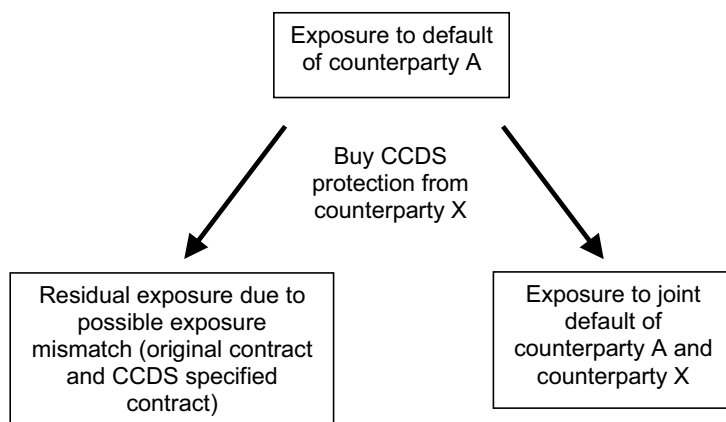 Exposure to default
of counterparty A
Buy CCDS
protection from
counterparty X
Residual exposure due to
possible exposure
mismatch (original contract
and CCDS specified
contract)
Exposure to joint
default of
counterparty A and
counterparty X